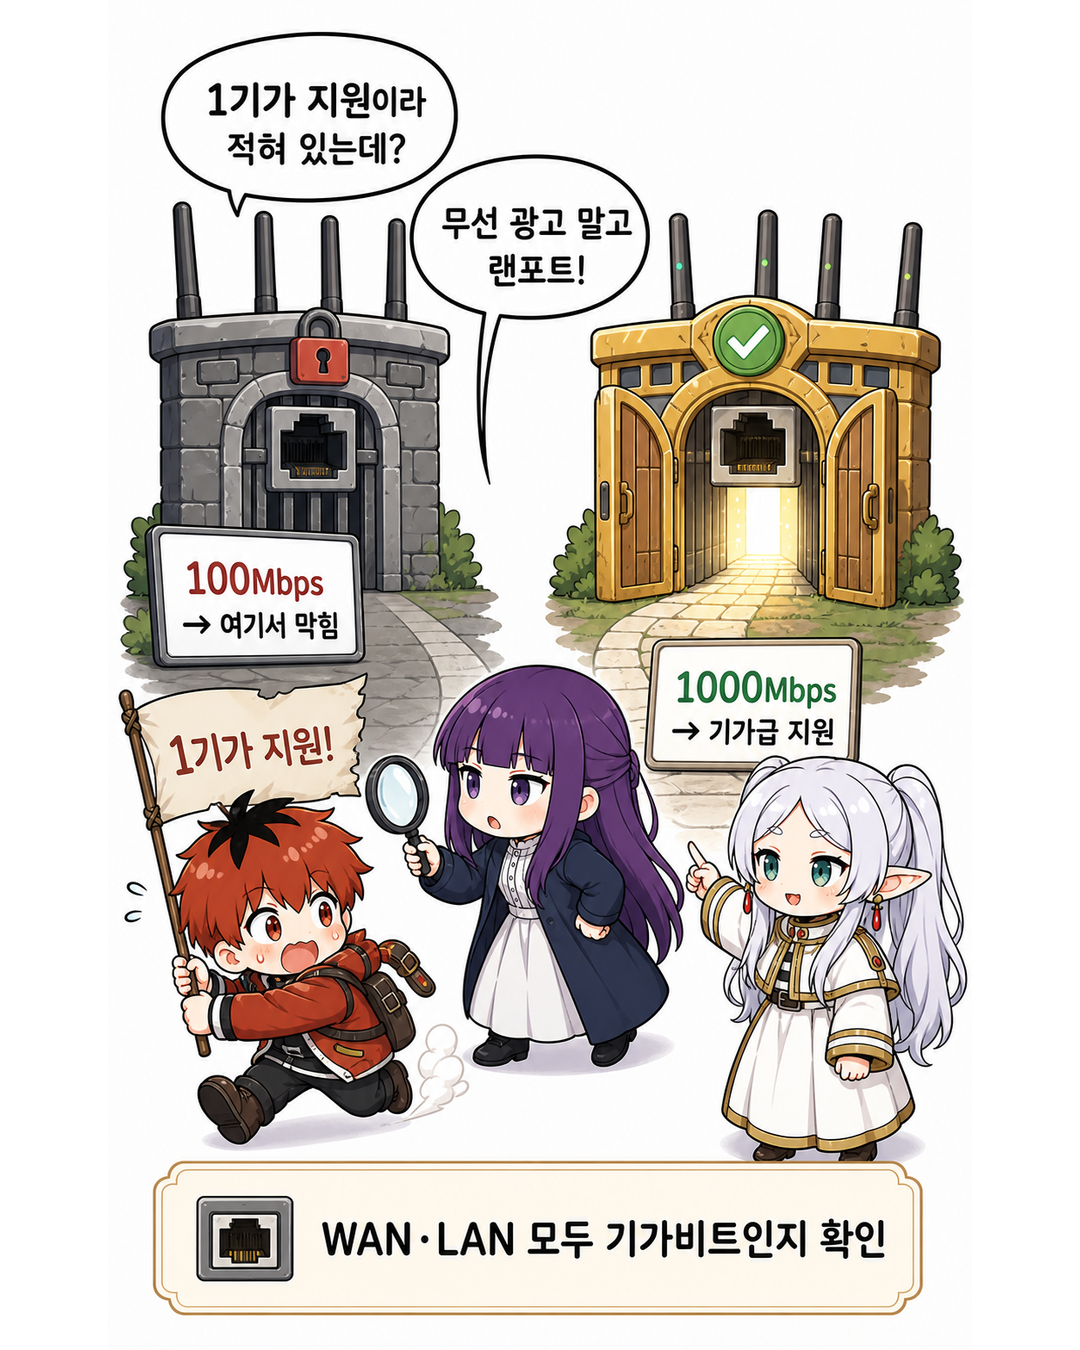 1기가 지원이라
적혀 있는데?
무선 광고 말고
랜포트!
100Mbps
→ 여기서 막힘
1000Mbps
→ 기가급 지원
1기가 지원!
WAN·LAN 모두 기가비트인지 확인